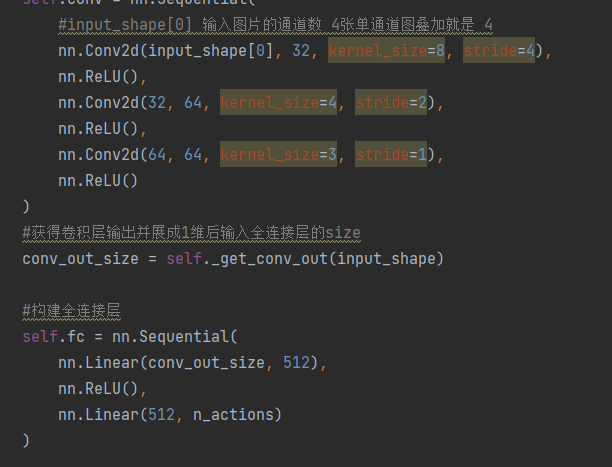 self.conv = nn.Sequential(
#input_shape[0] 输入图片的通道数 4张单通道图叠加就是 4
nn.Conv2d(input_shape[0], 32, kernel_size=8, stride=4),
nn.ReLU(),
nn.Conv2d(32, 64, kernel_size=4, stride=2),
nn.ReLU(),
nn.Conv2d(64, 64, kernel_size=3, stride=1),
nn.ReLU()
)
#获得卷积层输出并展成1维后输入全连接层的size
conv_out_size = self._get_conv_out(input_shape)
#构建全连接层
self.fc = nn.Sequential(
nn.Linear(conv_out_size, 512),
nn.ReLU(),
nn.Linear(512, n_actions)
)